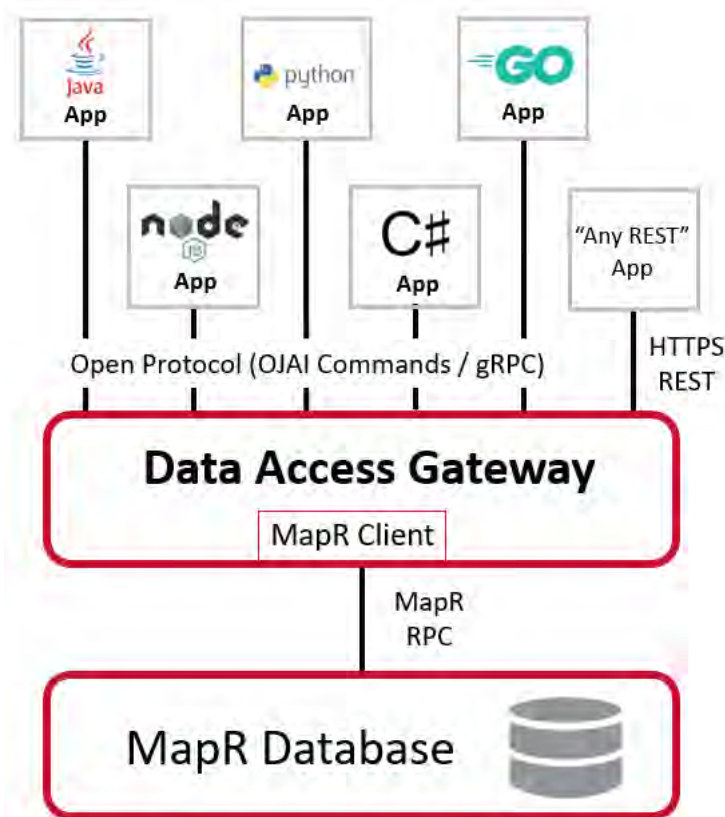 Java
App
python
App
GO
App
node
JS
App
C#
App
"Any REST"
App
Open Protocol (OJAI Commands / gRPC)
HTTPS
REST
Data Access Gateway
MapR Client
MapR
RPC
MapR Database